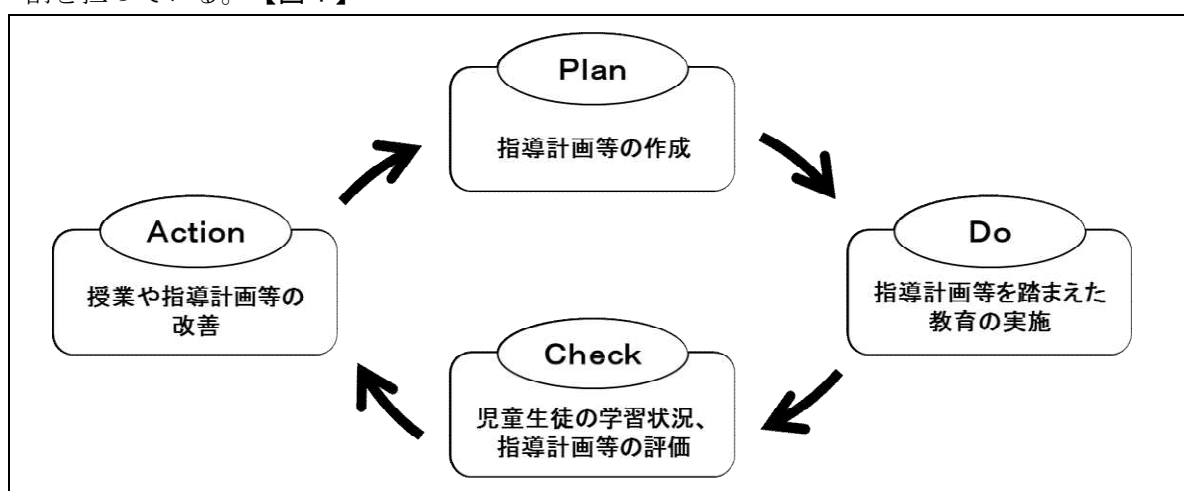 Plan
指導計画等の作成
Action
授業や指導計画等の
改善
Do
指導計画等を踏まえた
教育の実施
Check
児童生徒の学習状況、
指導計画等の評価